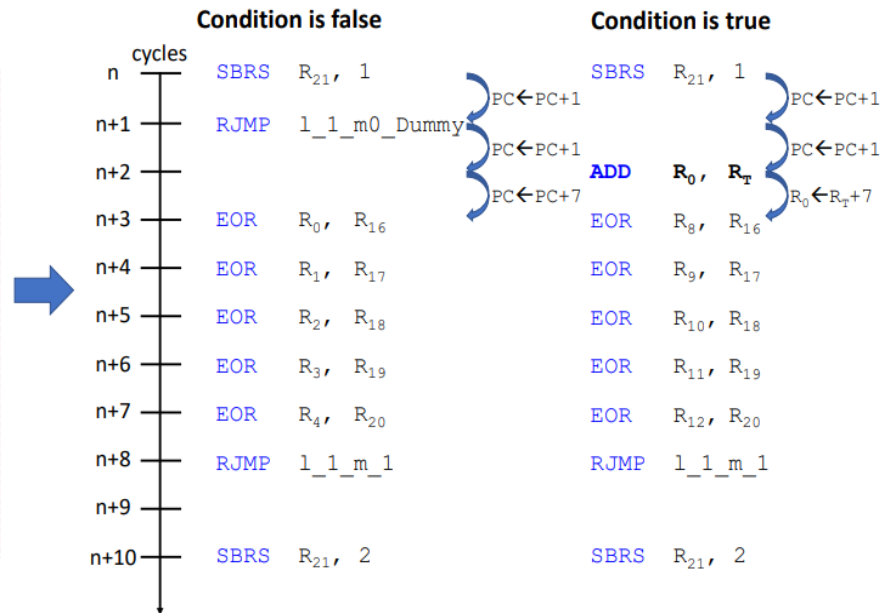 Condition is false Condition is true
cycles
n SBRS R₂₁, 1 SBRS R₂₁, 1
PC←PC+1 PC←PC+1
n+1 RJMP l_1_m0_Dummy
PC←PC+1 PC←PC+1
n+2 ADD R₀, R_T
PC←PC+7 R₀←R_T+7
n+3 EOR R₀, R₁₆ EOR R₈, R₁₆
n+4 EOR R₁, R₁₇ EOR R₉, R₁₇
n+5 EOR R₂, R₁₈ EOR R₁₀, R₁₈
n+6 EOR R₃, R₁₉ EOR R₁₁, R₁₉
n+7 EOR R₄, R₂₀ EOR R₁₂, R₂₀
n+8 RJMP l_1_m_1 RJMP l_1_m_1
n+9
n+10 SBRS R₂₁, 2 SBRS R₂₁, 2